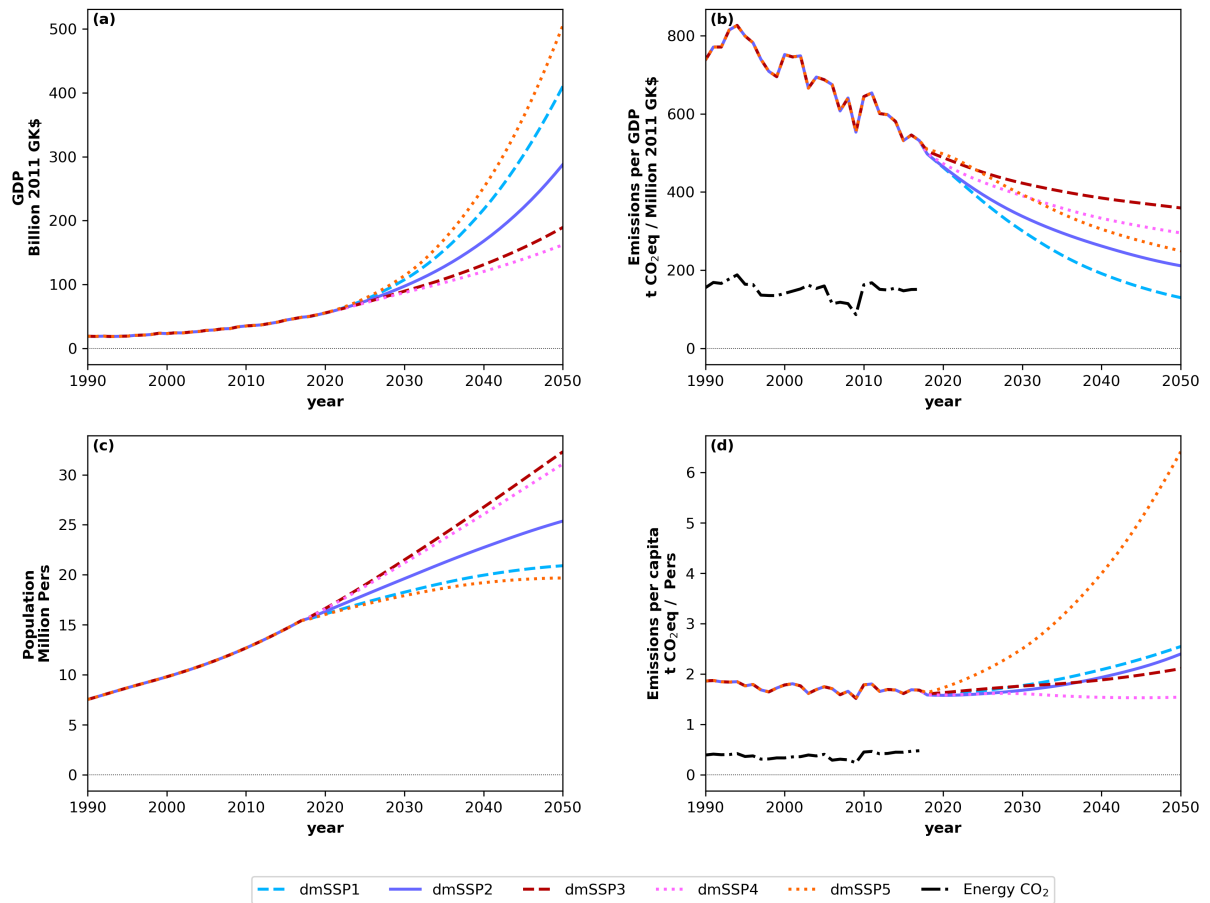 (a)
500
400
300
200
100
0
GDP
Billion 2011 GK$
1990 2000 2010 2020 2030 2040 2050
year
(b)
800
600
400
200
0
Emissions per GDP
t CO₂eq / Million 2011 GK$
1990 2000 2010 2020 2030 2040 2050
year
(c)
30
25
20
15
10
5
0
Population
Million Pers
1990 2000 2010 2020 2030 2040 2050
year
(d)
6
5
4
3
2
1
0
Emissions per capita
t CO₂eq / Pers
1990 2000 2010 2020 2030 2040 2050
year
dmSSP1 dmSSP2 dmSSP3 dmSSP4 dmSSP5 Energy CO₂